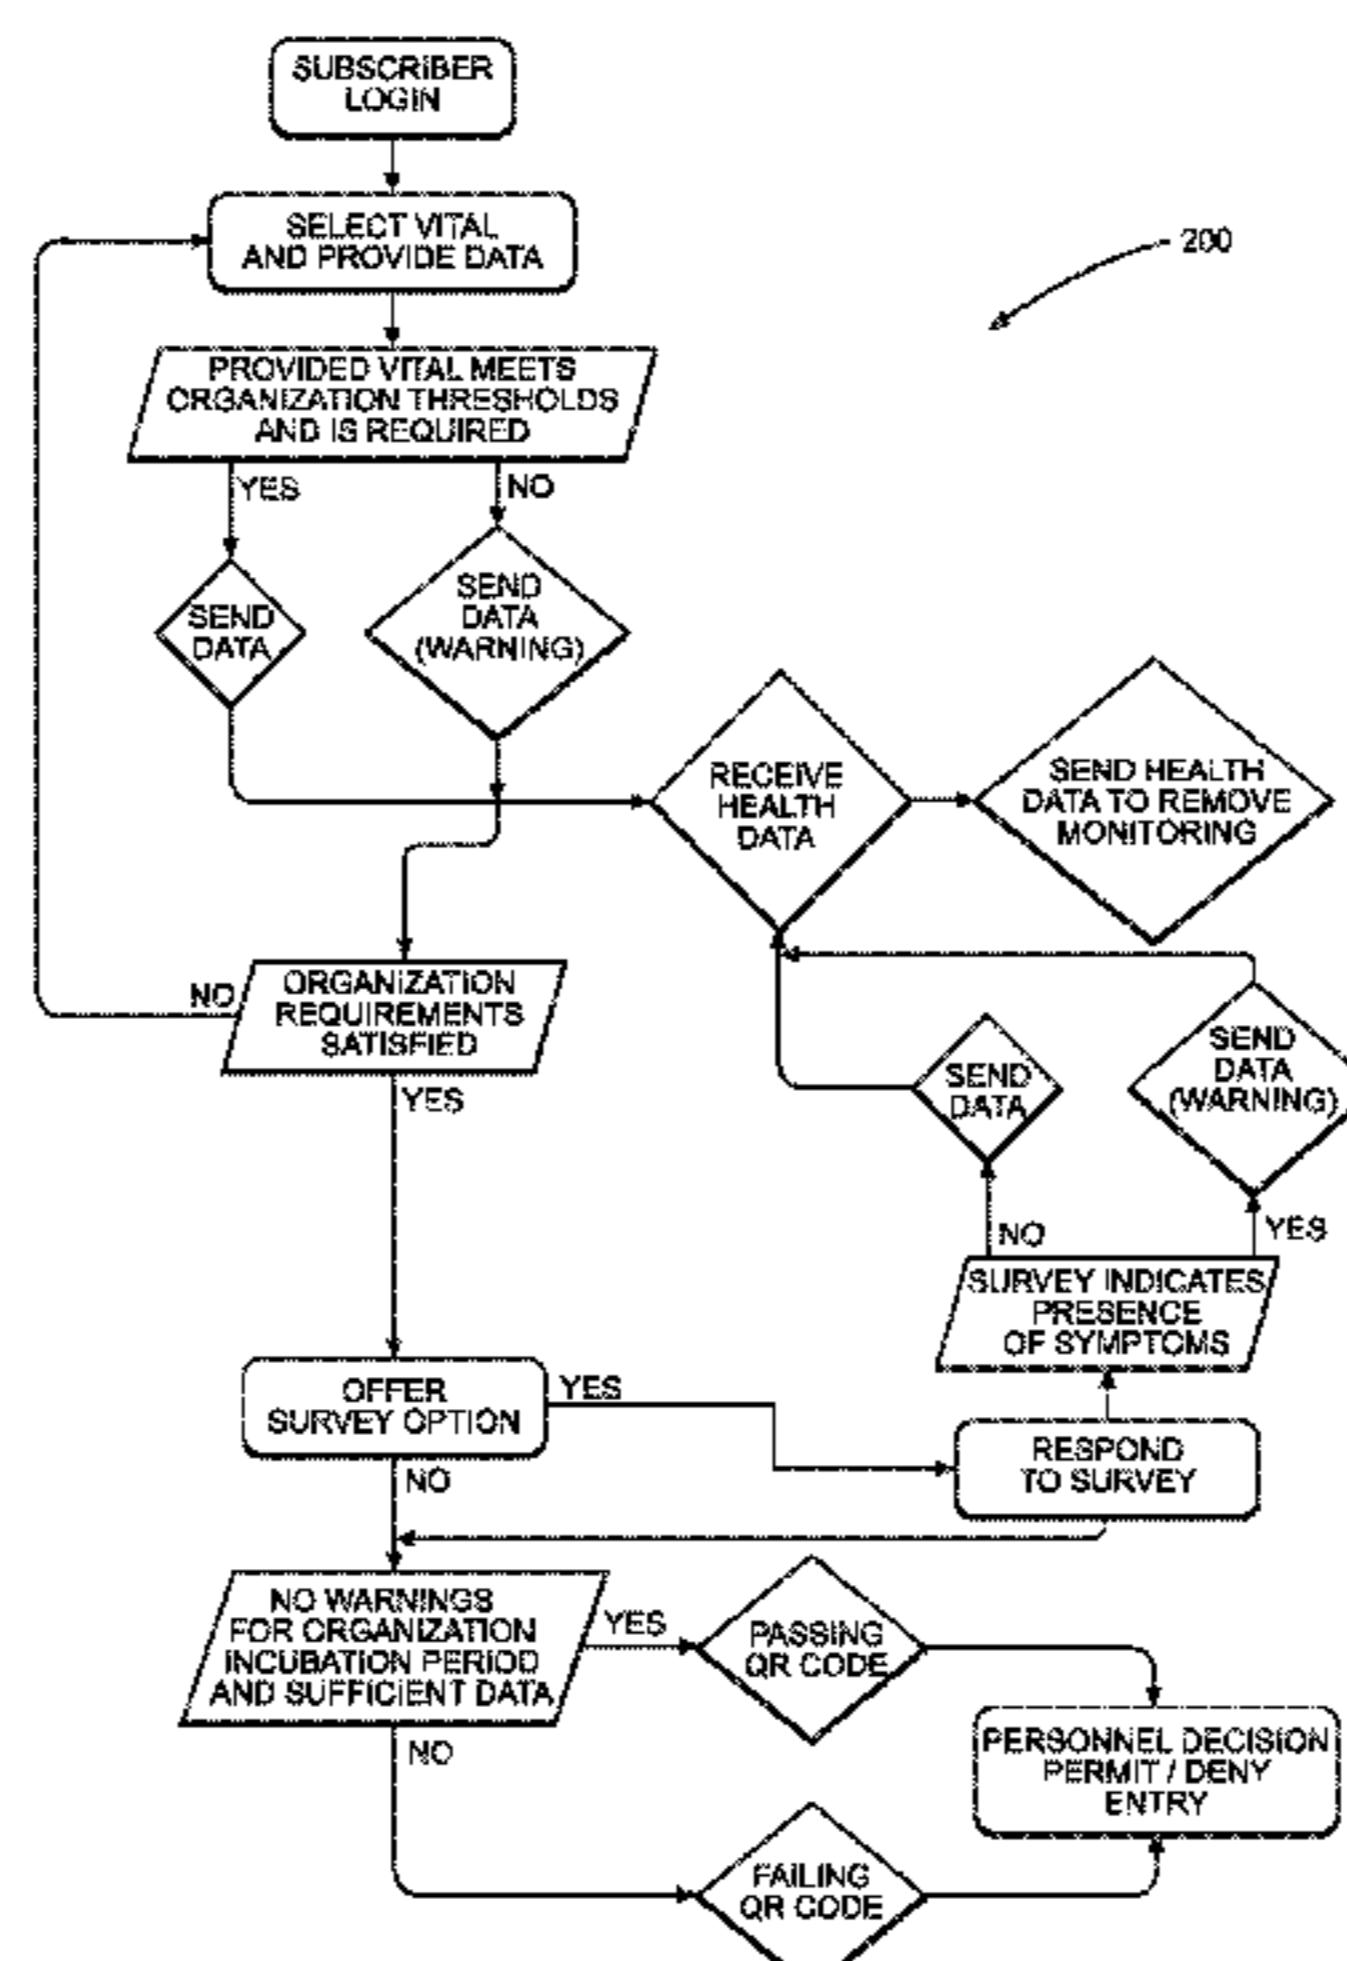 SUBSCRIBER
LOGIN
SELECT VITAL
AND PROVIDE DATA
200
PROVIDED VITAL MEETS
ORGANIZATION THRESHOLDS
AND IS REQUIRED
YES
NO
SEND
DATA
SEND
DATA
(WARNING)
RECEIVE
HEALTH
DATA
SEND HEALTH
DATA TO REMOVE
MONITORING
NO
ORGANIZATION
REQUIREMENTS
SATISFIED
YES
SEND
DATA
SEND
DATA
(WARNING)
NO
YES
SURVEY INDICATES
PRESENCE
OF SYMPTOMS
OFFER
SURVEY OPTION
YES
NO
RESPOND
TO SURVEY
NO WARNINGS
FOR ORGANIZATION
INCUBATION PERIOD
AND SUFFICIENT DATA
YES
NO
PASSING
QR CODE
PERSONNEL DECISION
PERMIT / DENY
ENTRY
FAILING
QR CODE